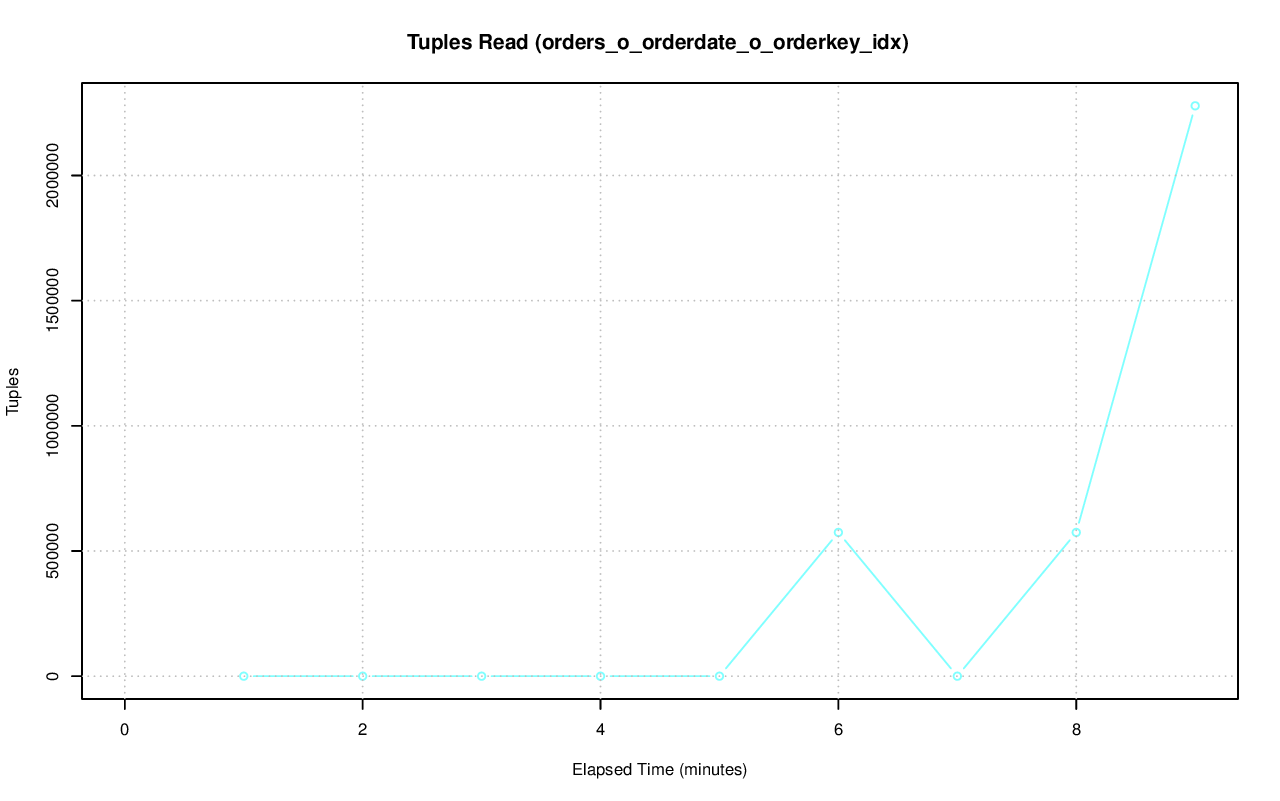 Tuples Read (orders_o_orderdate_o_orderkey_idx)
Tuples
2000000
1500000
1000000
500000
0
0 2 4 6 8
Elapsed Time (minutes)